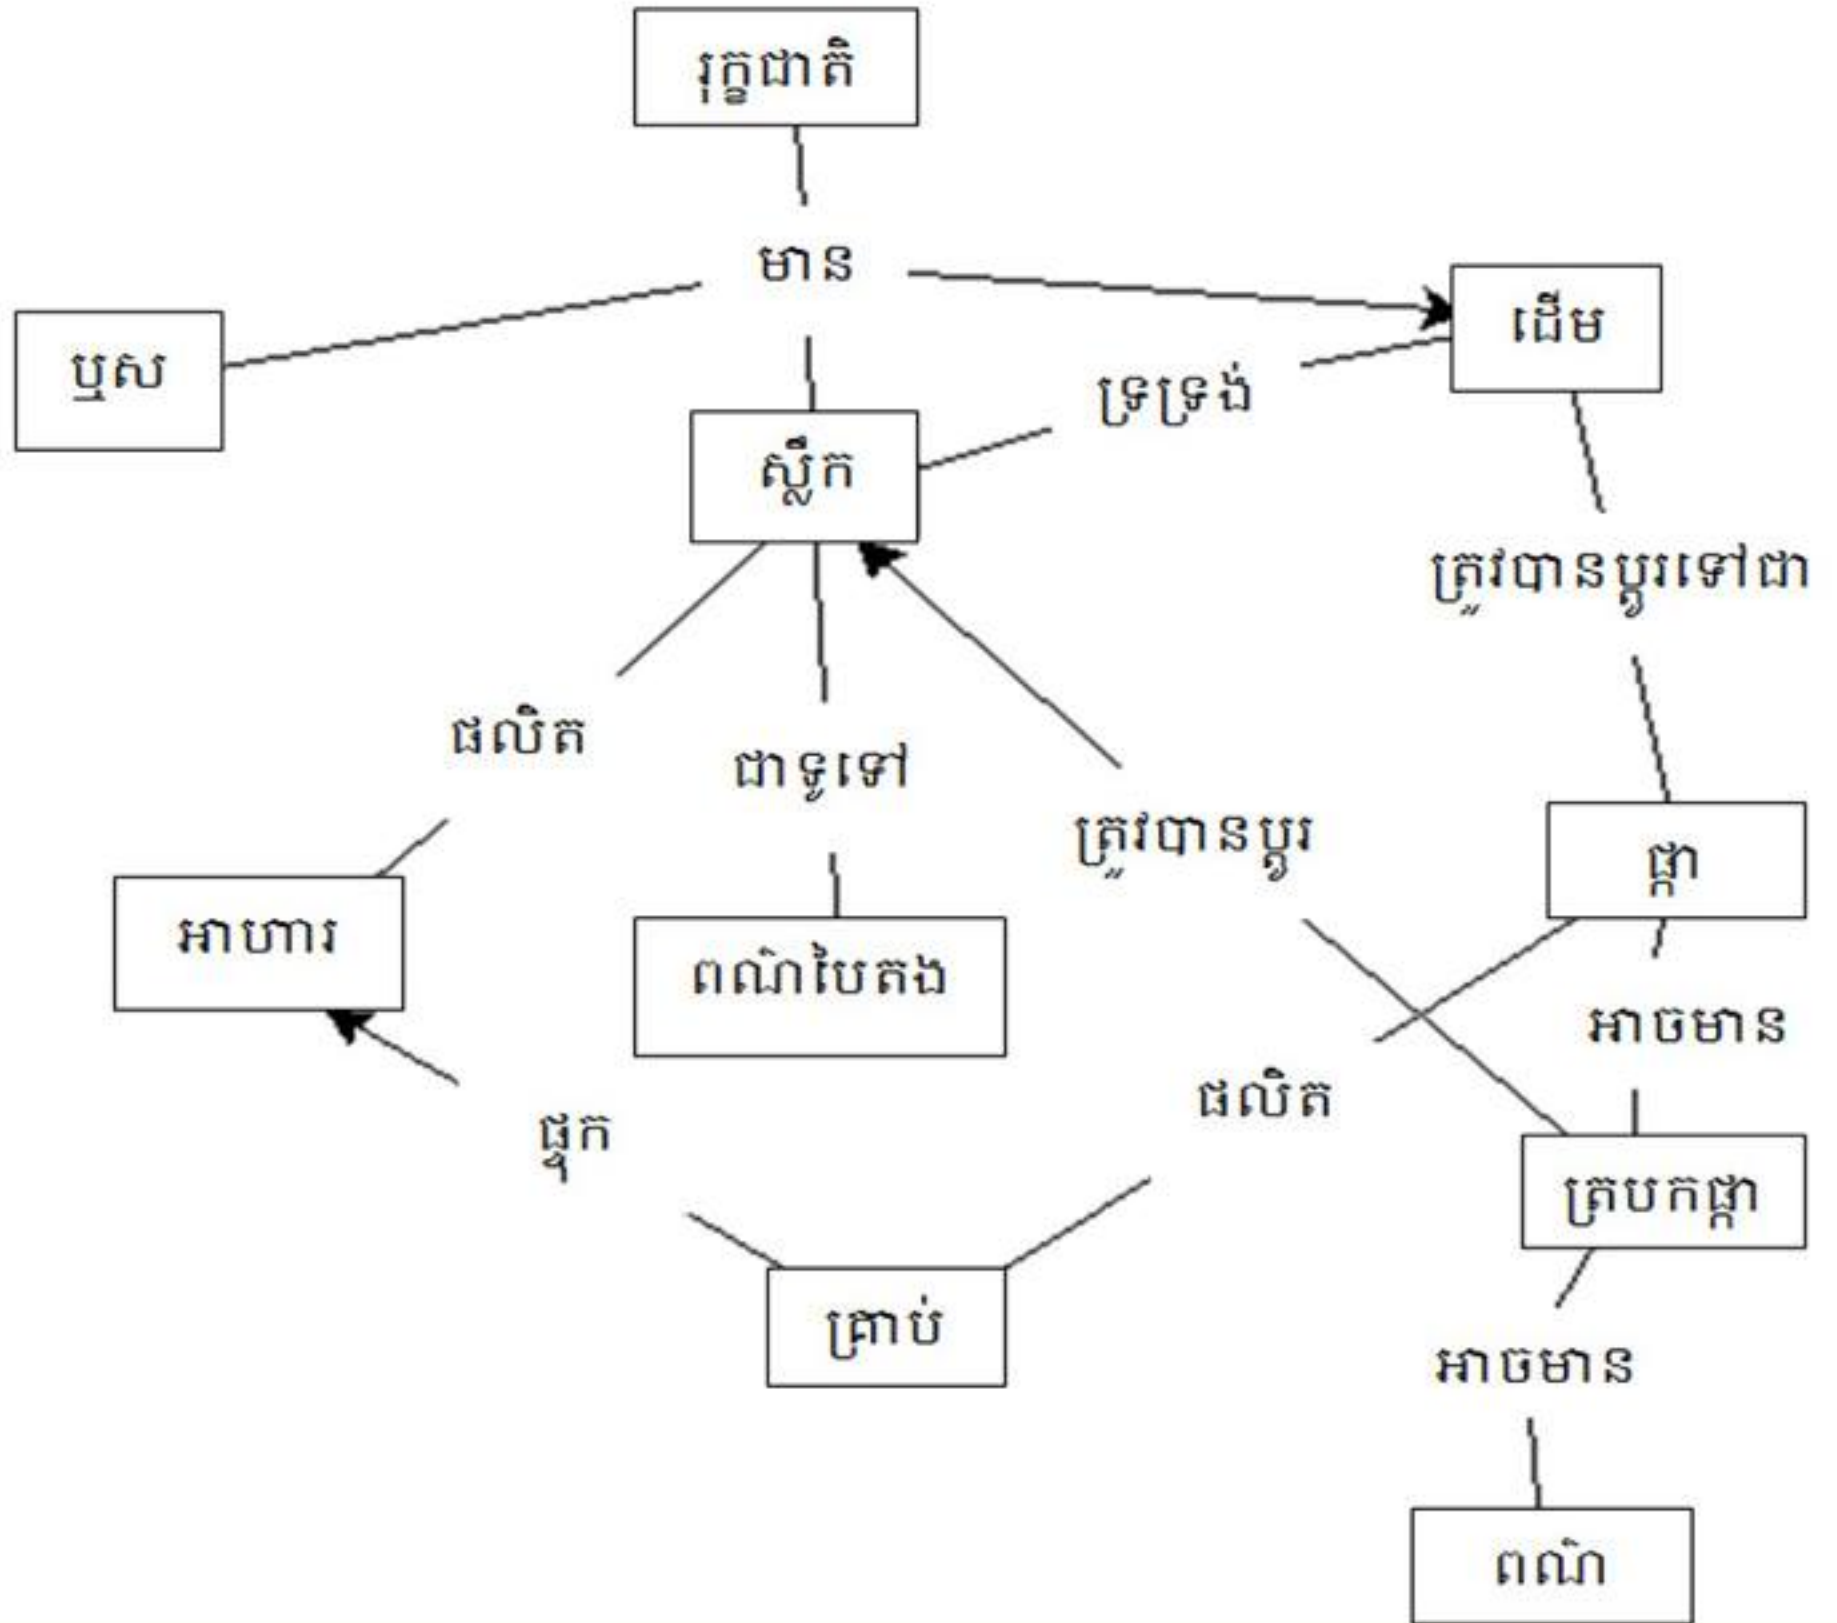 រុក្ខជាតិ
មាន
ឬស
ដើម
ទ្រទ្រង់
ស្លឹក
ត្រូវបានប្តូរទៅជា
ផលិត
ជាទូទៅ
ត្រូវបានប្តូរ
ផ្កា
អាហារ
ពណ៌បៃតង
អាចមាន
ផលិត
ផ្ទុក
ត្របកផ្កា
គ្រាប់
អាចមាន
ពណ៌